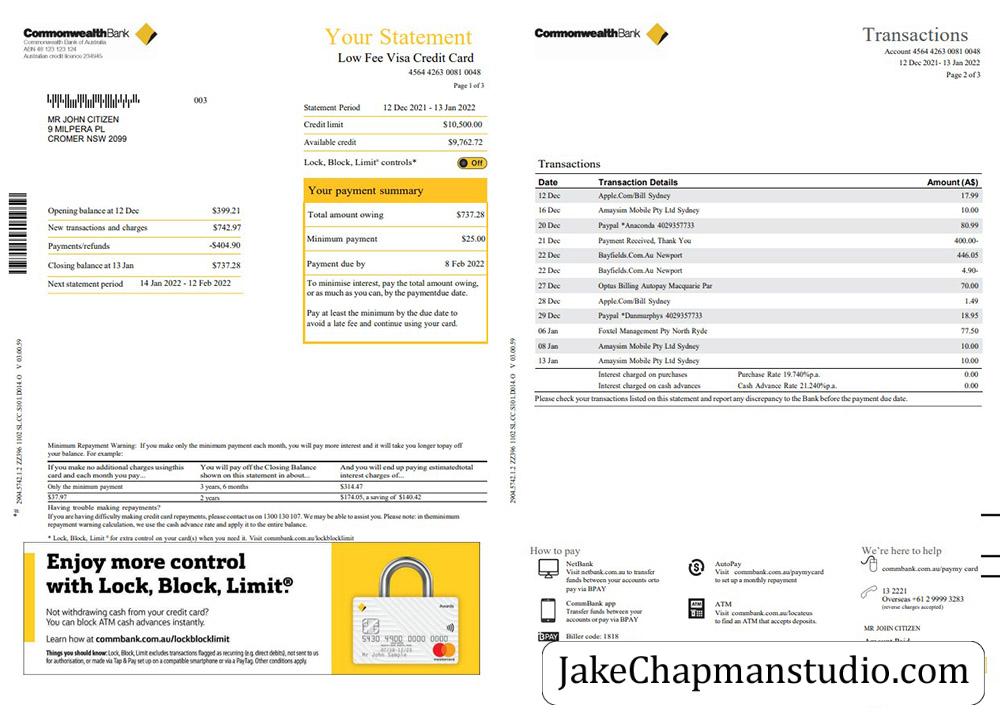 CommonwealthBank
Commonwealth Bank of Australia
ABN 48 123 123 124
Australian credit licence 234945
Your Statement
Low Fee Visa Credit Card
4564 4263 0081 0048
Page 1 of 3
003
MR JOHN CITIZEN
9 MILPERA PL
CROMER NSW 2099
Statement Period 12 Dec 2021 - 13 Jan 2022
Credit limit $10,500.00
Available credit $9,762.72
Lock, Block, Limit® controls* Off
Your payment summary
Total amount owing $737.28
Minimum payment $25.00
Payment due by 8 Feb 2022
To minimise interest, pay the total amount owing,
or as much as you can, by the paymentdue date.
Pay at least the minimum by the due date to
avoid a late fee and continue using your card.
Opening balance at 12 Dec $399.21
New transactions and charges $742.97
Payments/refunds -$404.90
Closing balance at 13 Jan $737.28
Next statement period 14 Jan 2022 - 12 Feb 2022
*# 2904.5742.1.2 ZZ396 1102 SL.CC.S101.D014.O V 03.00.59
Minimum Repayment Warning: If you make only the minimum payment each month, you will pay more interest and it will take you longer topay off
your balance. For example:
If you make no additional charges usingthis
card and each month you pay...
You will pay off the Closing Balance
shown on this statement in about...
And you will end up paying estimatedtotal
interest charges of...
Only the minimum payment 3 years, 6 months $314.47
$37.97 2 years $174.05, a saving of $140.42
Having trouble making repayments?
If you are having difficulty making credit card repayments, please contact us on 1300 130 107. We may be able to assist you. Please note: in theminimum
repayment warning calculation, we use the cash advance rate and apply it to the entire balance.
* Lock, Block, Limit ® for extra control on your card(s) when you need it. Visit commbank.com.au/lockblocklimit
Enjoy more control
with Lock, Block, Limit®
Not withdrawing cash from your credit card?
You can block ATM cash advances instantly.
Learn how at commbank.com.au/lockblocklimit
Things you should know: Lock, Block, Limit excludes transactions flagged as recurring (e.g. direct debits), not sent to us
for authorisation, or made via Tap & Pay set up on a compatible smartphone or via a PayTag. Other conditions apply.
Awards
5430 4900 0000 0000
Mr John Sample
mastercard
CommonwealthBank
Transactions
Account 4564 4263 0081 0048
12 Dec 2021- 13 Jan 2022
Page 2 of 3
Transactions
Date Transaction Details Amount (A$)
12 Dec Apple.Com/Bill Sydney 17.99
16 Dec Amaysim Mobile Pty Ltd Sydney 10.00
20 Dec Paypal *Anaconda 4029357733 80.99
21 Dec Payment Received, Thank You 400.00-
22 Dec Bayfields.Com.Au Newport 446.05
22 Dec Bayfields.Com.Au Newport 4.90-
27 Dec Optus Billing Autopay Macquarie Par 70.00
28 Dec Apple.Com/Bill Sydney 1.49
29 Dec Paypal *Danmurphys 4029357733 18.95
06 Jan Foxtel Management Pty North Ryde 77.50
08 Jan Amaysim Mobile Pty Ltd Sydney 10.00
13 Jan Amaysim Mobile Pty Ltd Sydney 10.00
Interest charged on purchases Purchase Rate 19.740%p.a. 0.00
Interest charged on cash advances Cash Advance Rate 21.240%p.a. 0.00
Please check your transactions listed on this statement and report any discrepancy to the Bank before the payment due date.
2904.5742.1.2 ZZ396 1102 SL.CC.S101.D014.O V 03.00.59
How to pay
NetBank
Visit netbank.com.au to transfer
funds between your accounts orto
pay via BPAY
CommBank app
Transfer funds between your
accounts or pay via BPAY
BPAY Biller code: 1818
AutoPay
Visit commbank.com.au/paymycard
to set up a monthly repayment
ATM
ATM
Visit commbank.com.au/locateus
to find an ATM that accepts deposits.
We're here to help
commbank.com.au/paymy card
13 2221
Overseas +61 2 9999 3283
(reverse charges accepted)
MR JOHN CITIZEN
JakeChapmanstudio.com